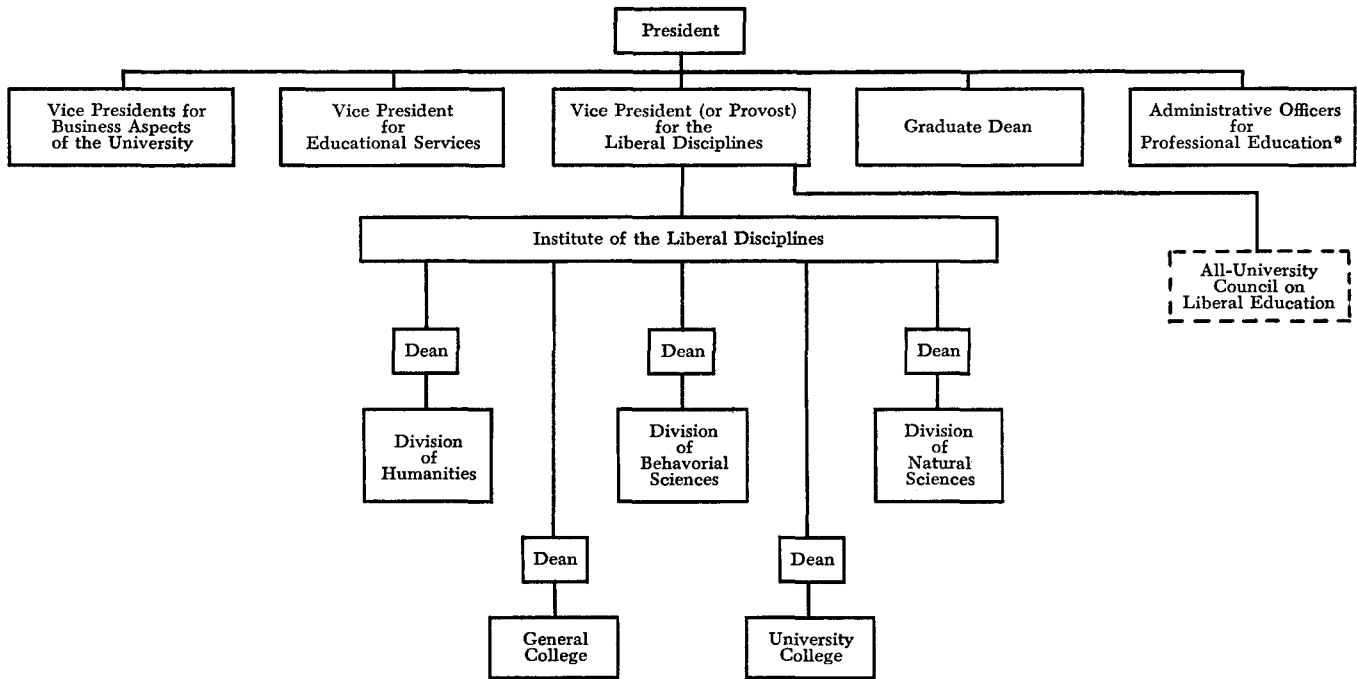 President
Vice Presidents for
Business Aspects
of the University
Vice President
for
Educational Services
Vice President (or Provost)
for the
Liberal Disciplines
Graduate Dean
Administrative Officers
for
Professional Education*
Institute of the Liberal Disciplines
All-University
Council on
Liberal Education
Dean
Dean
Dean
Division
of
Humanities
Division
of
Behavorial
Sciences
Division
of
Natural
Sciences
Dean
Dean
General
College
University
College